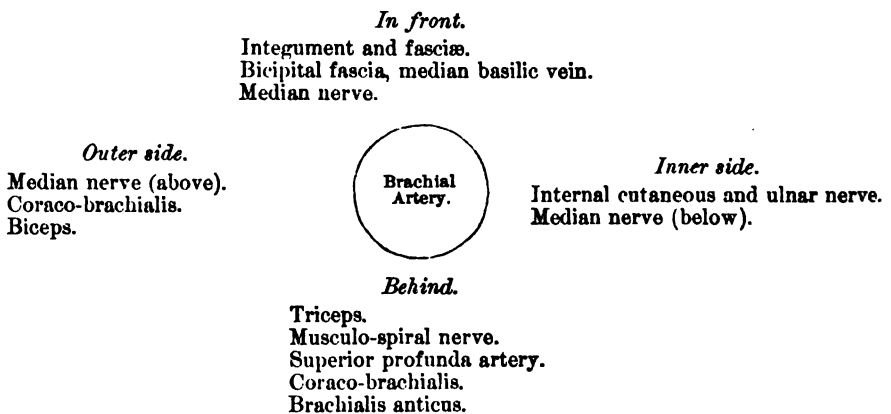 In front.
Integument and fasciæ.
Bicipital fascia, median basilic vein.
Median nerve.
Outer side.
Median nerve (above).
Coraco-brachialis.
Biceps.
Brachial
Artery.
Inner side.
Internal cutaneous and ulnar nerve.
Median nerve (below).
Behind.
Triceps.
Musculo-spiral nerve.
Superior profunda artery.
Coraco-brachialis.
Brachialis anticus.